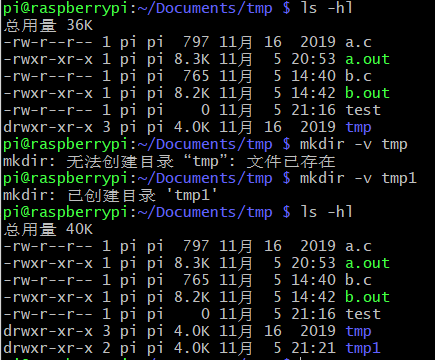 pi@raspberrypi:~/Documents/tmp $ ls -hl
总用量 36K
-rw-r--r-- 1 pi pi  797 11月 16  2019 a.c
-rwxr-xr-x 1 pi pi 8.3K 11月  5 20:53 a.out
-rw-r--r-- 1 pi pi  765 11月  5 14:40 b.c
-rwxr-xr-x 1 pi pi 8.2K 11月  5 14:42 b.out
-rw-r--r-- 1 pi pi    0 11月  5 21:16 test
drwxr-xr-x 3 pi pi 4.0K 11月 16  2019 tmp
pi@raspberrypi:~/Documents/tmp $ mkdir -v tmp
mkdir: 无法创建目录 “tmp”: 文件已存在
pi@raspberrypi:~/Documents/tmp $ mkdir -v tmp1
mkdir: 已创建目录 'tmp1'
pi@raspberrypi:~/Documents/tmp $ ls -hl
总用量 40K
-rw-r--r-- 1 pi pi  797 11月 16  2019 a.c
-rwxr-xr-x 1 pi pi 8.3K 11月  5 20:53 a.out
-rw-r--r-- 1 pi pi  765 11月  5 14:40 b.c
-rwxr-xr-x 1 pi pi 8.2K 11月  5 14:42 b.out
-rw-r--r-- 1 pi pi    0 11月  5 21:16 test
drwxr-xr-x 3 pi pi 4.0K 11月 16  2019 tmp
drwxr-xr-x 2 pi pi 4.0K 11月  5 21:21 tmp1